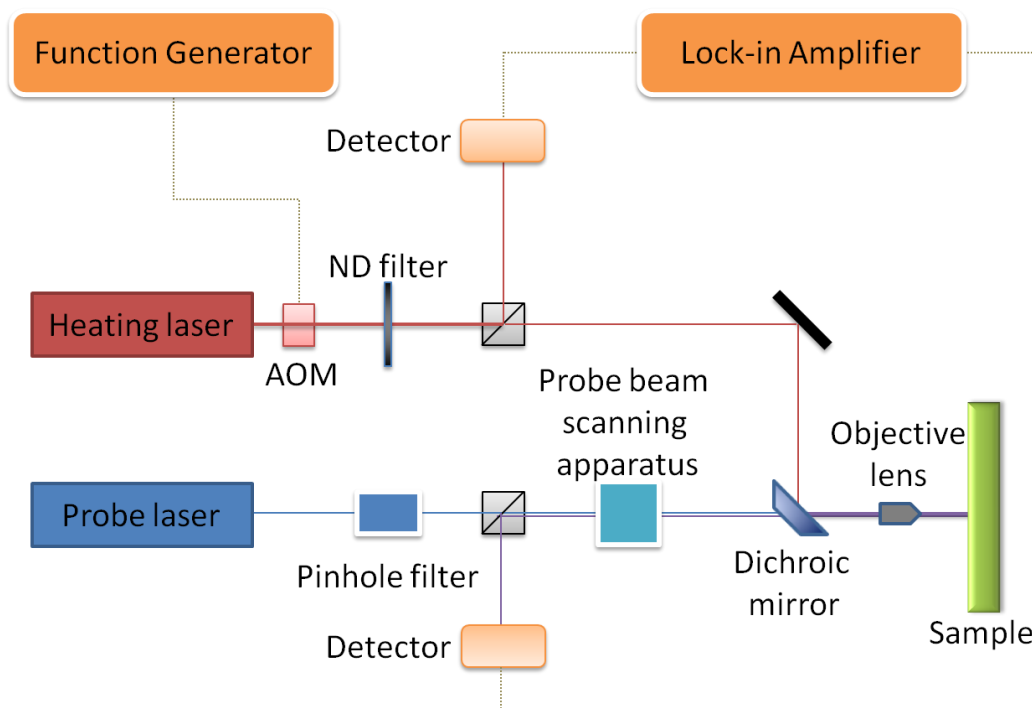 Function Generator
Lock-in Amplifier
Detector
ND filter
Heating laser
AOM
Probe beam
scanning
apparatus
Objective
lens
Probe laser
Pinhole filter
Dichroic
mirror
Sample
Detector